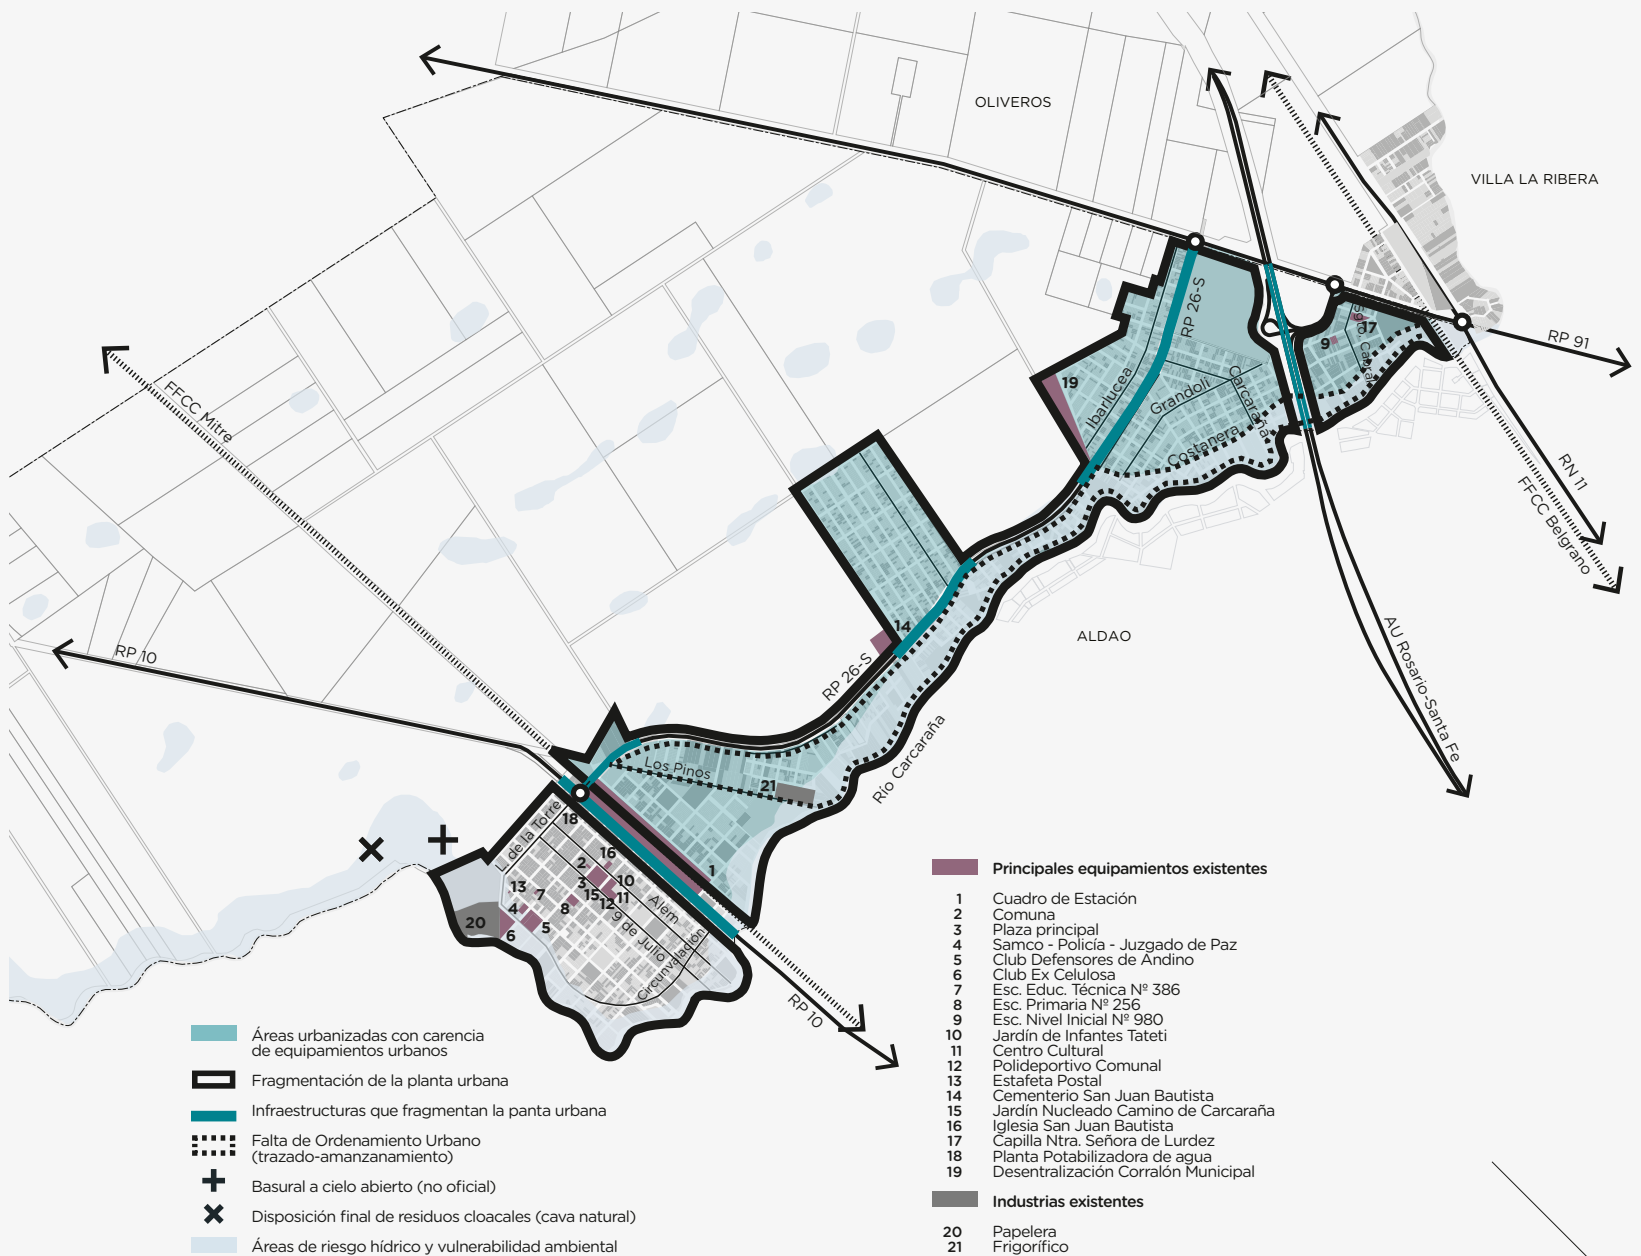 OLIVEROS
VILLA LA RIBERA
RP 26-S
17
9
Sgto. Cabral
RP 91
19
Ibarlucea
Grandoli
Carcaraña
Costanera
RN 11
FFCC Belgrano
FFCC Mitre
14
ALDAO
RP 26-S
AU Rosario-Santa Fe
RP 10
Los Pinos
21
Río Carcaraña
L. de la Torre
18
16
2
3
10
15
11
12
1
13
7
4
8
5
6
20
Alem
9 de Julio
Circunvalación
RP 10
Áreas urbanizadas con carencia
de equipamientos urbanos
Fragmentación de la planta urbana
Infraestructuras que fragmentan la panta urbana
Falta de Ordenamiento Urbano
(trazado-amanzanamiento)
Basural a cielo abierto (no oficial)
Disposición final de residuos cloacales (cava natural)
Áreas de riesgo hídrico y vulnerabilidad ambiental
Principales equipamientos existentes
1 Cuadro de Estación
2 Comuna
3 Plaza principal
4 Samco - Policía - Juzgado de Paz
5 Club Defensores de Andino
6 Club Ex Celulosa
7 Esc. Educ. Técnica Nº 386
8 Esc. Primaria Nº 256
9 Esc. Nivel Inicial Nº 980
10 Jardín de Infantes Tateti
11 Centro Cultural
12 Polideportivo Comunal
13 Estafeta Postal
14 Cementerio San Juan Bautista
15 Jardín Nucleado Camino de Carcaraña
16 Iglesia San Juan Bautista
17 Capilla Ntra. Señora de Lurdez
18 Planta Potabilizadora de agua
19 Desentralización Corralón Municipal
Industrias existentes
20 Papelera
21 Frigorífico